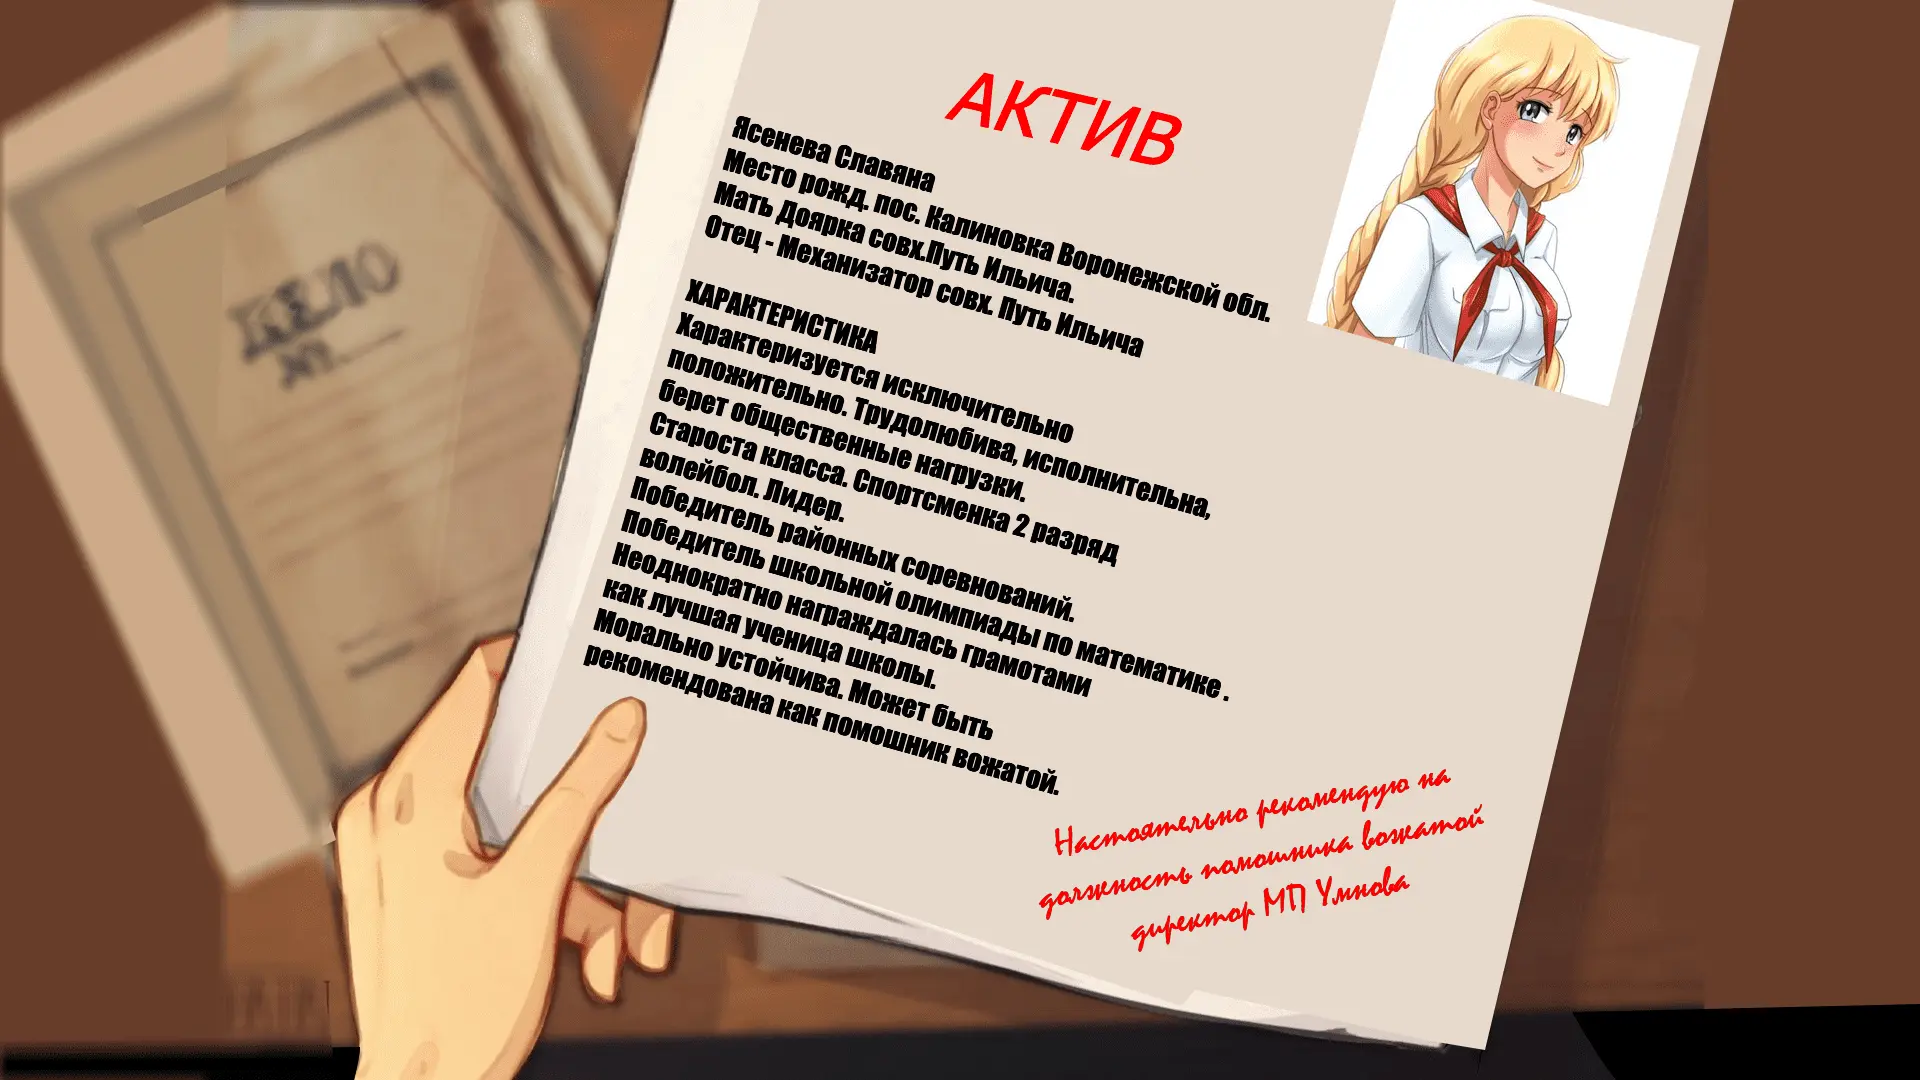 АКТИВ
Ясенева Славяна
Место рожд. пос. Калиновка Воронежской обл.
Мать Доярка совх.Путь Ильича.
Отец - Механизатор совх. Путь Ильича
ХАРАКТЕРИСТИКА
Характеризуется исключительно
положительно. Трудолюбива, исполнительна,
берет общественные нагрузки.
Староста класса. Спортсменка 2 разряд
волейбол. Лидер.
Победитель районных соревнований.
Победитель школьной олимпиады по математике .
Неоднократно награждалась грамотами
как лучшая ученица школы.
Морально устойчива. Может быть
рекомендована как помошник вожатой.
Настоятельно рекомендую на
должность помошника вожатой
директор МП Умнова
ДЕЛО
№